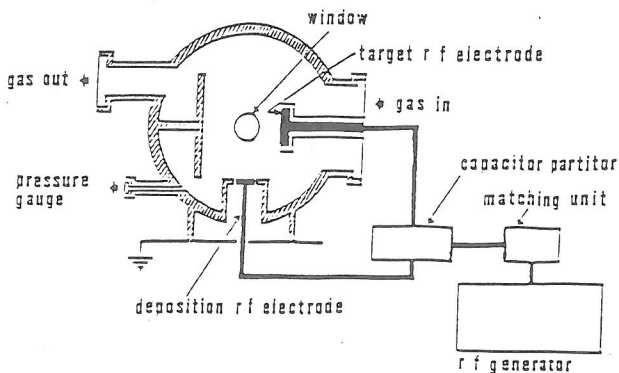 window
target r f electrode
gas out
gas in
capacitor partitor
pressure
gauge
matching unit
deposition r f electrode
r f generator